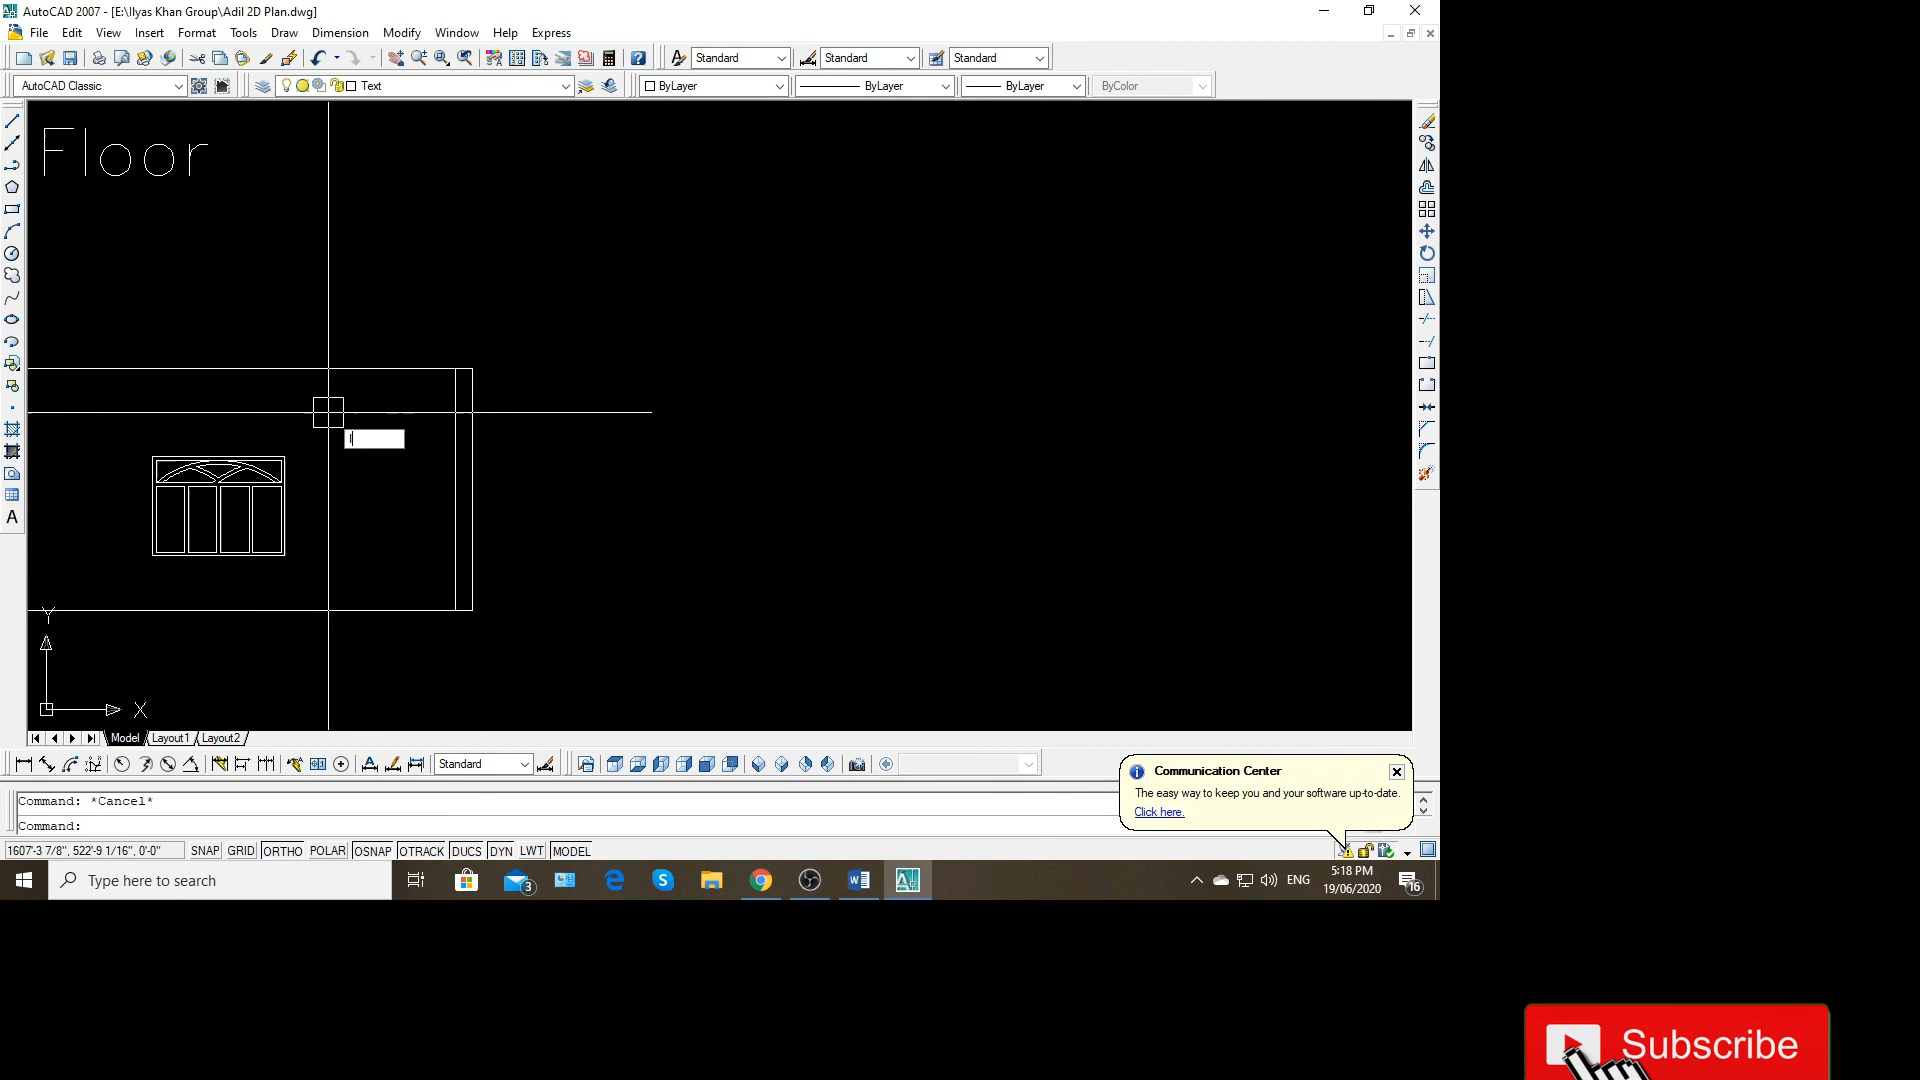 AutoCAD 2007 - [E:\Ilyas Khan Group\Adil 2D Plan.dwg]
File Edit View Insert Format Tools Draw Dimension Modify Window Help Express
Standard Standard Standard
AutoCAD Classic Text ByLayer ByLayer ByLayer ByColor
Floor
l
Y
X
A
Model Layout1 Layout2
Standard
Communication Center
The easy way to keep you and your software up-to-date.
Click here.
Command: *Cancel*
Command:
1607'-3 7/8", 522'-9 1/16", 0'-0" SNAP GRID ORTHO POLAR OSNAP OTRACK DUCS DYN LWT MODEL
Type here to search
3
ENG
5:18 PM
19/06/2020
16
Subscribe